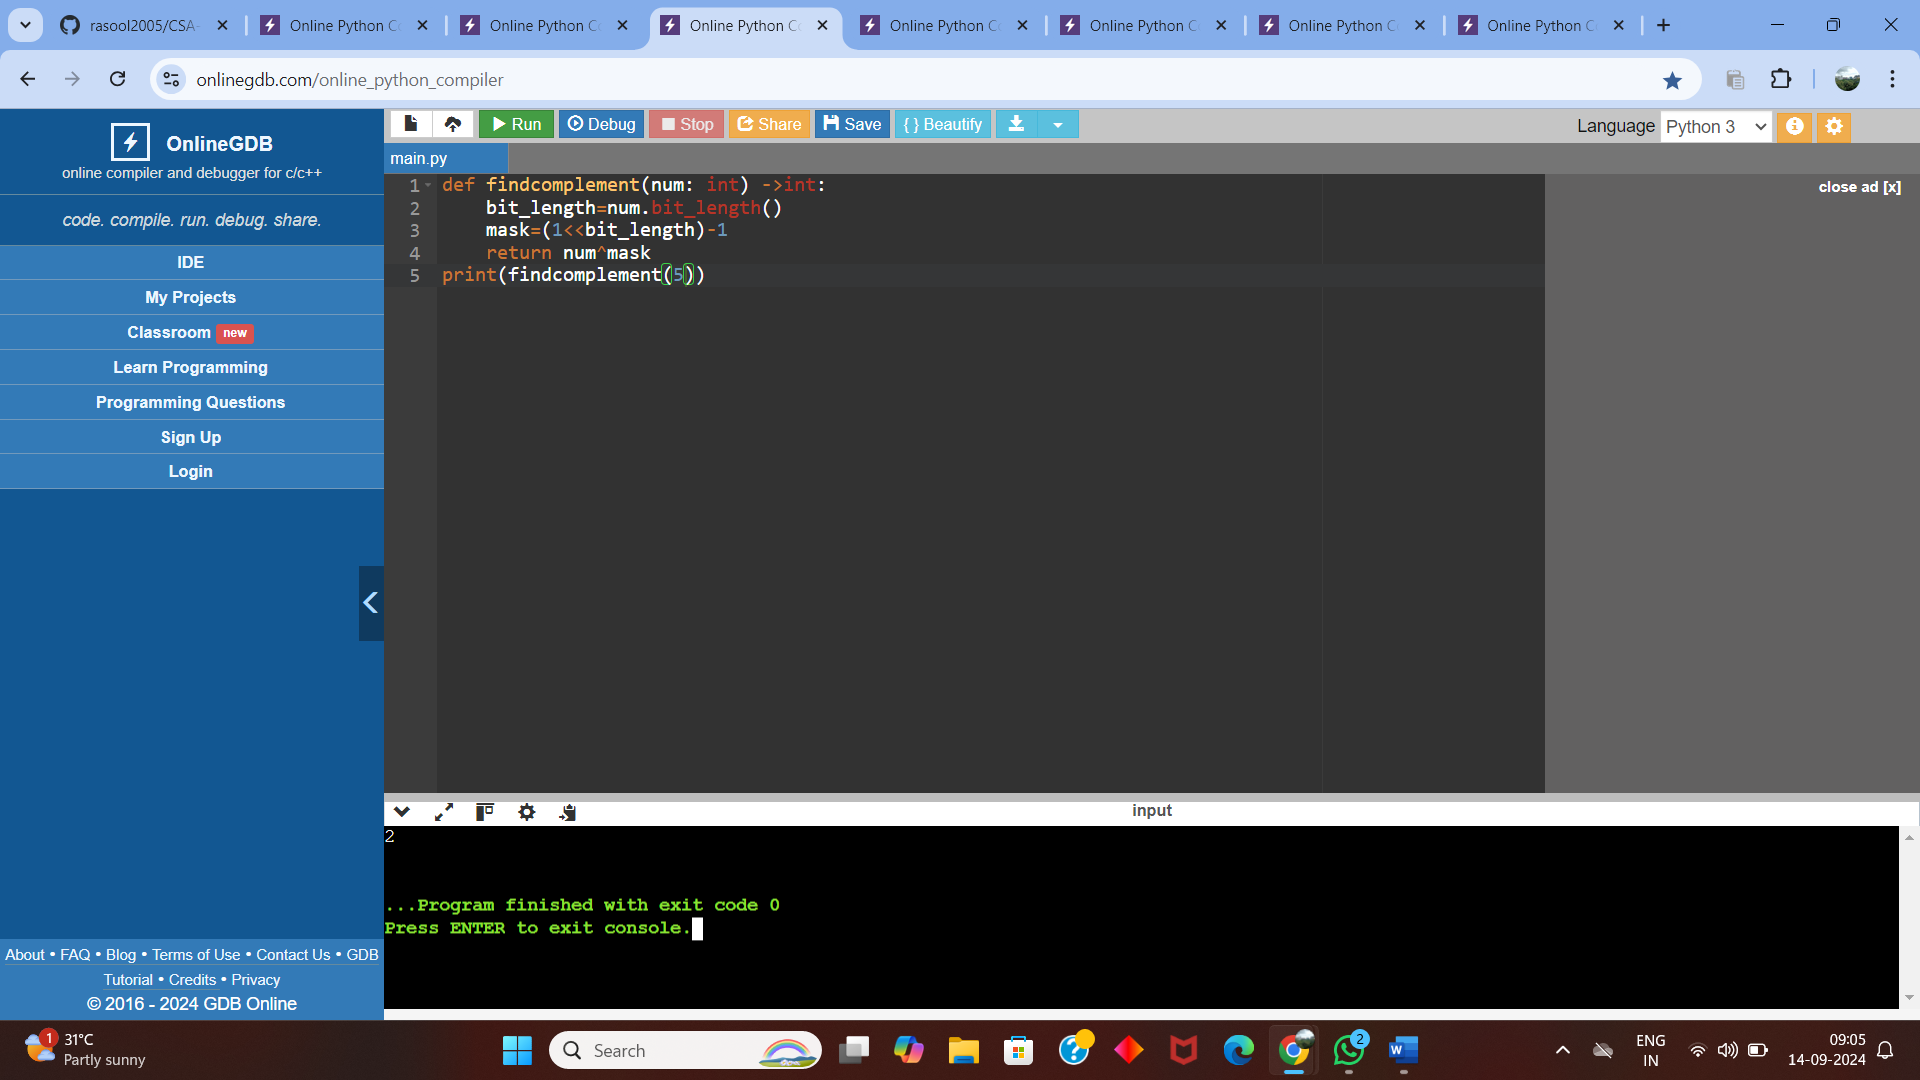 rasool2005/CSA-
Online Python C
Online Python C
Online Python C
Online Python C
Online Python C
Online Python C
Online Python C
onlinegdb.com/online_python_compiler
OnlineGDB
online compiler and debugger for c/c++
code. compile. run. debug. share.
IDE
My Projects
Classroom new
Learn Programming
Programming Questions
Sign Up
Login
About • FAQ • Blog • Terms of Use • Contact Us • GDB
Tutorial • Credits • Privacy
© 2016 - 2024 GDB Online
Run Debug Stop Share Save { } Beautify
Language Python 3
main.py
close ad [x]
1 def findcomplement(num: int) ->int:
2     bit_length=num.bit_length()
3     mask=(1<<bit_length)-1
4     return num^mask
5 print(findcomplement(5))
input
2
...Program finished with exit code 0
Press ENTER to exit console.
1
31°C
Partly sunny
Search
2
ENG
IN
09:05
14-09-2024